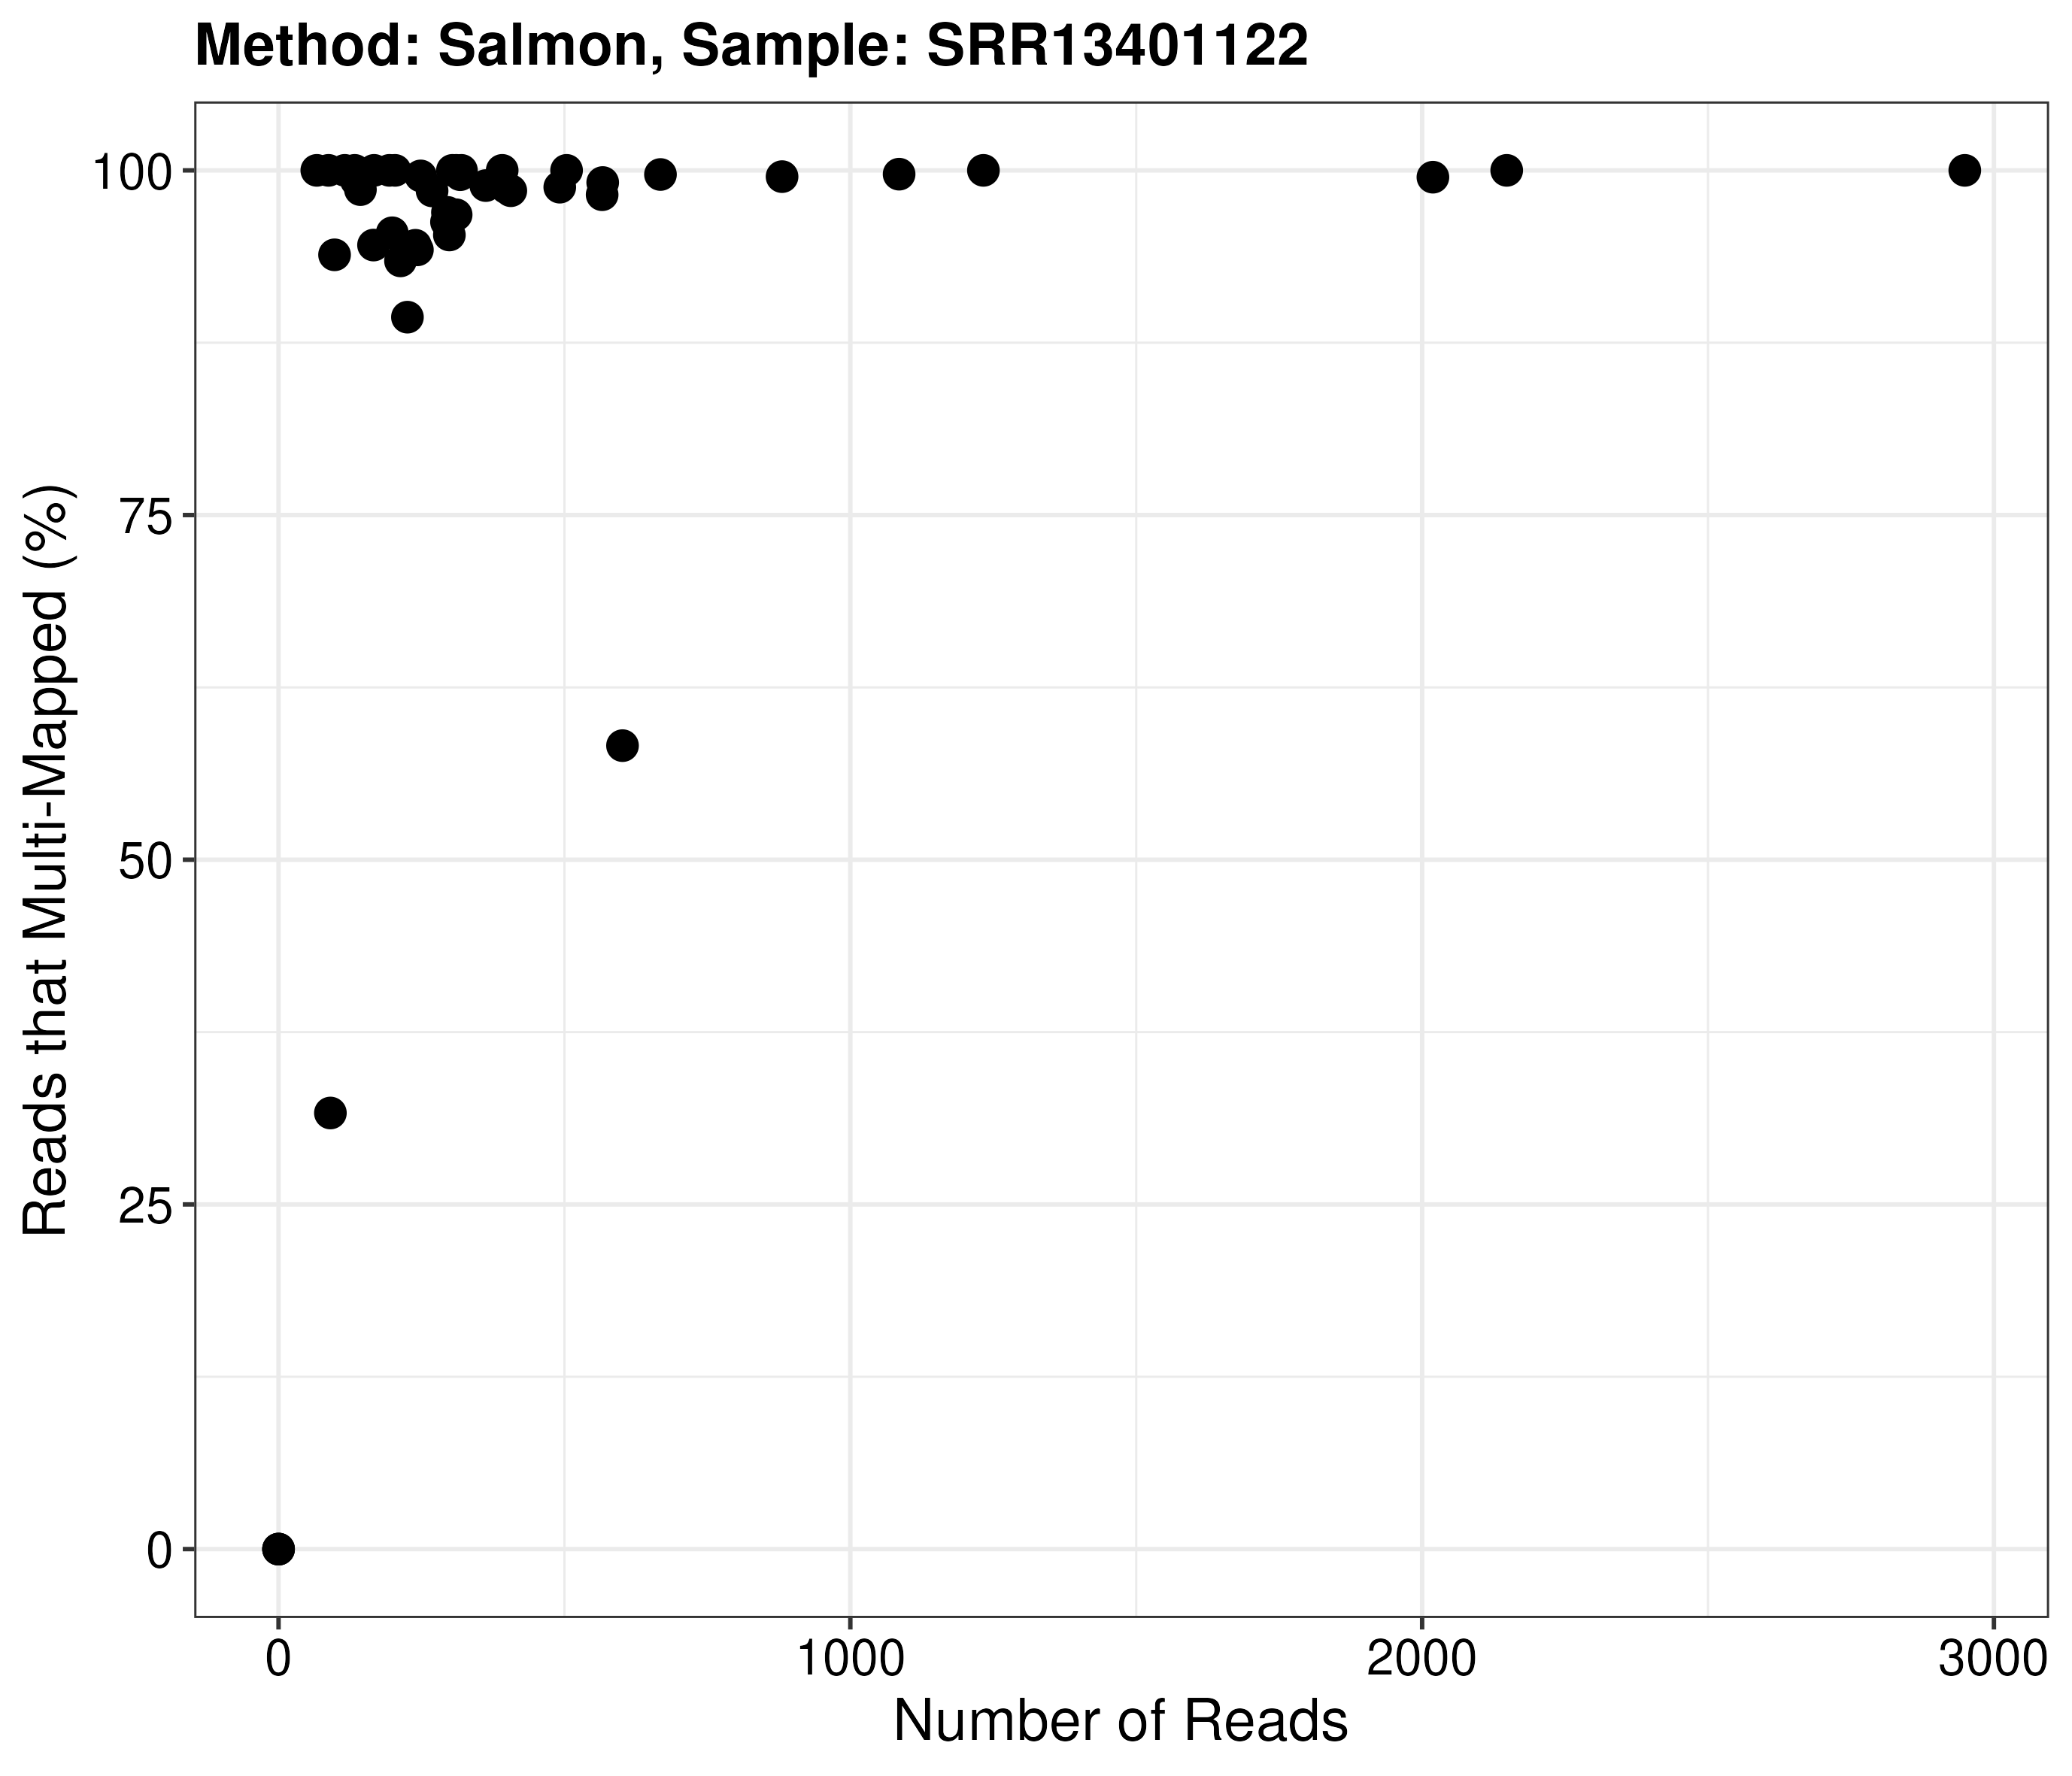 Method: Salmon, Sample: SRR13401122
Reads that Multi-Mapped (%)
100
75
50
25
0
0 1000 2000 3000
Number of Reads